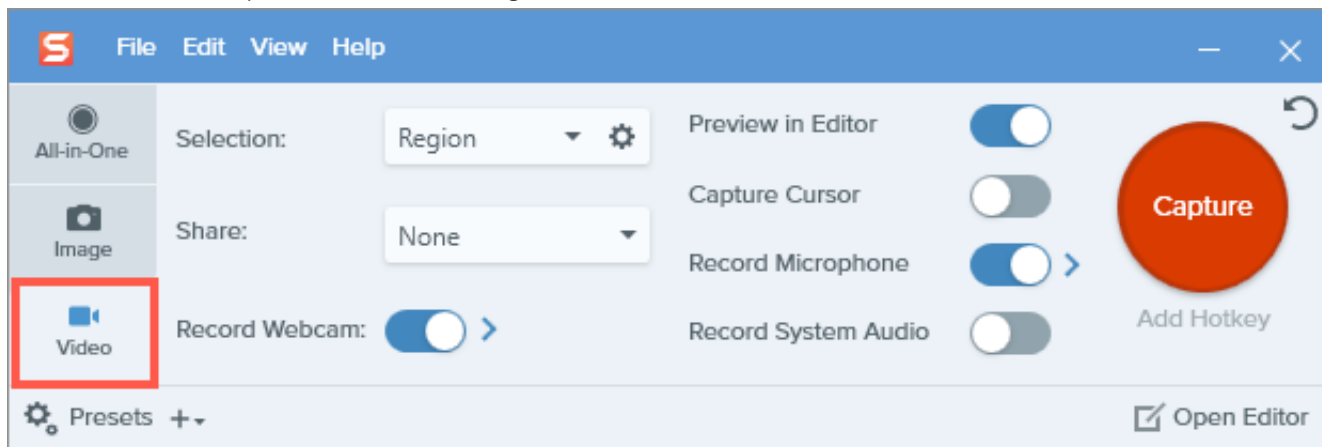 File Edit View Help
All-in-One
Image
Video
Selection: Region
Share: None
Record Webcam:
Preview in Editor
Capture Cursor
Record Microphone
Record System Audio
Capture
Add Hotkey
Presets
Open Editor